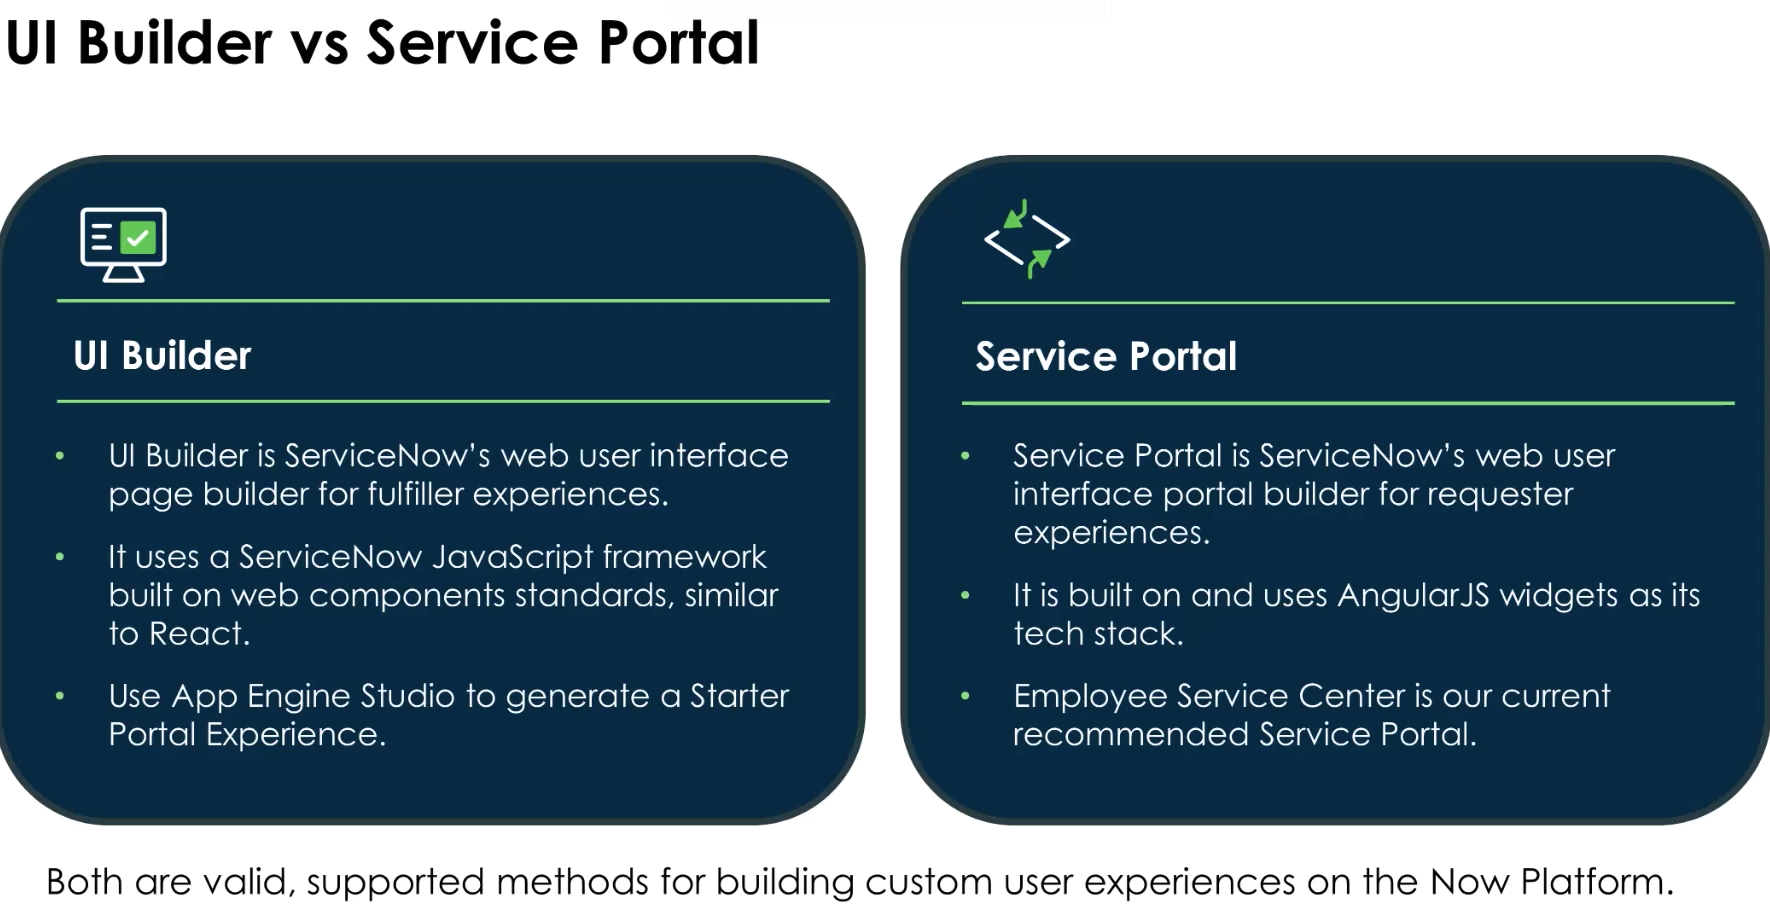 UI Builder vs Service Portal
UI Builder
• UI Builder is ServiceNow’s web user interface
page builder for fulfiller experiences.
• It uses a ServiceNow JavaScript framework
built on web components standards, similar
to React.
• Use App Engine Studio to generate a Starter
Portal Experience.
Service Portal
• Service Portal is ServiceNow’s web user
interface portal builder for requester
experiences.
• It is built on and uses AngularJS widgets as its
tech stack.
• Employee Service Center is our current
recommended Service Portal.
Both are valid, supported methods for building custom user experiences on the Now Platform.